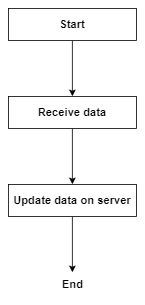 Start
Receive data
Update data on server
End